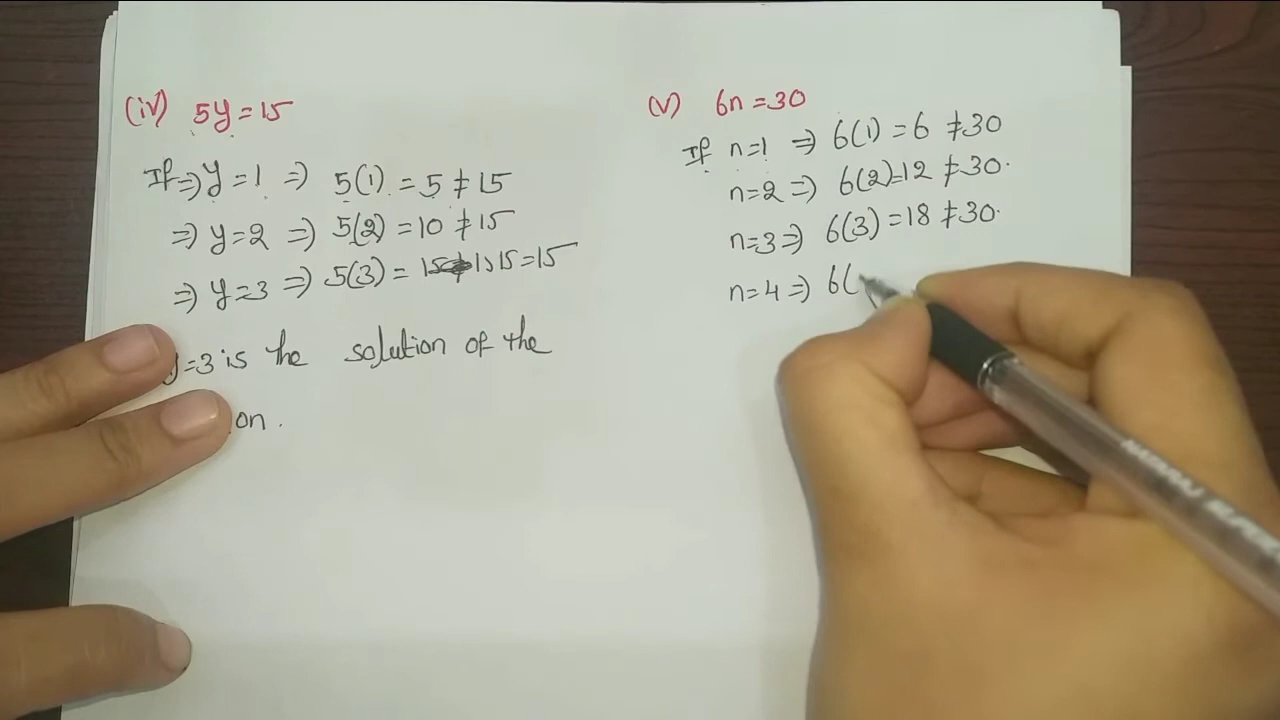 (iv) 5y=15
If ⇒ y=1 ⇒ 5(1) = 5 ≠ 15
⇒ y=2 ⇒ 5(2) = 10 ≠ 15
⇒ y=3 ⇒ 5(3) = 15 15=15
y=3 is the solution of the
on.
(v) 6n=30
If n=1 ⇒ 6(1) = 6 ≠30
n=2 ⇒ 6(2)=12 ≠30.
n=3 ⇒ 6(3)=18 ≠30.
n=4 ⇒ 6(
NATARAJ